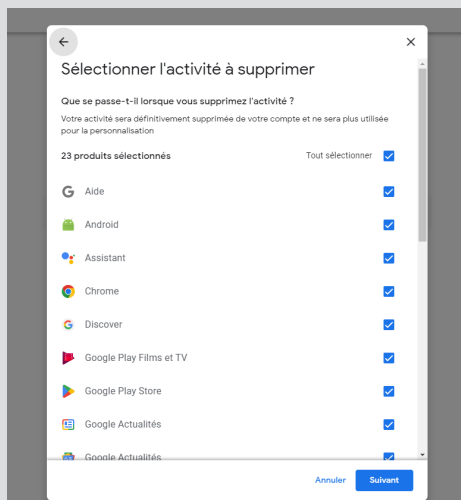 Sélectionner l'activité à supprimer
Que se passe-t-il lorsque vous supprimez l'activité ?
Votre activité sera définitivement supprimée de votre compte et ne sera plus utilisée
pour la personnalisation
23 produits sélectionnés Tout sélectionner
Aide
Android
Assistant
Chrome
Discover
Google Play Films et TV
Google Play Store
Google Actualités
Google Actualités
Annuler Suivant